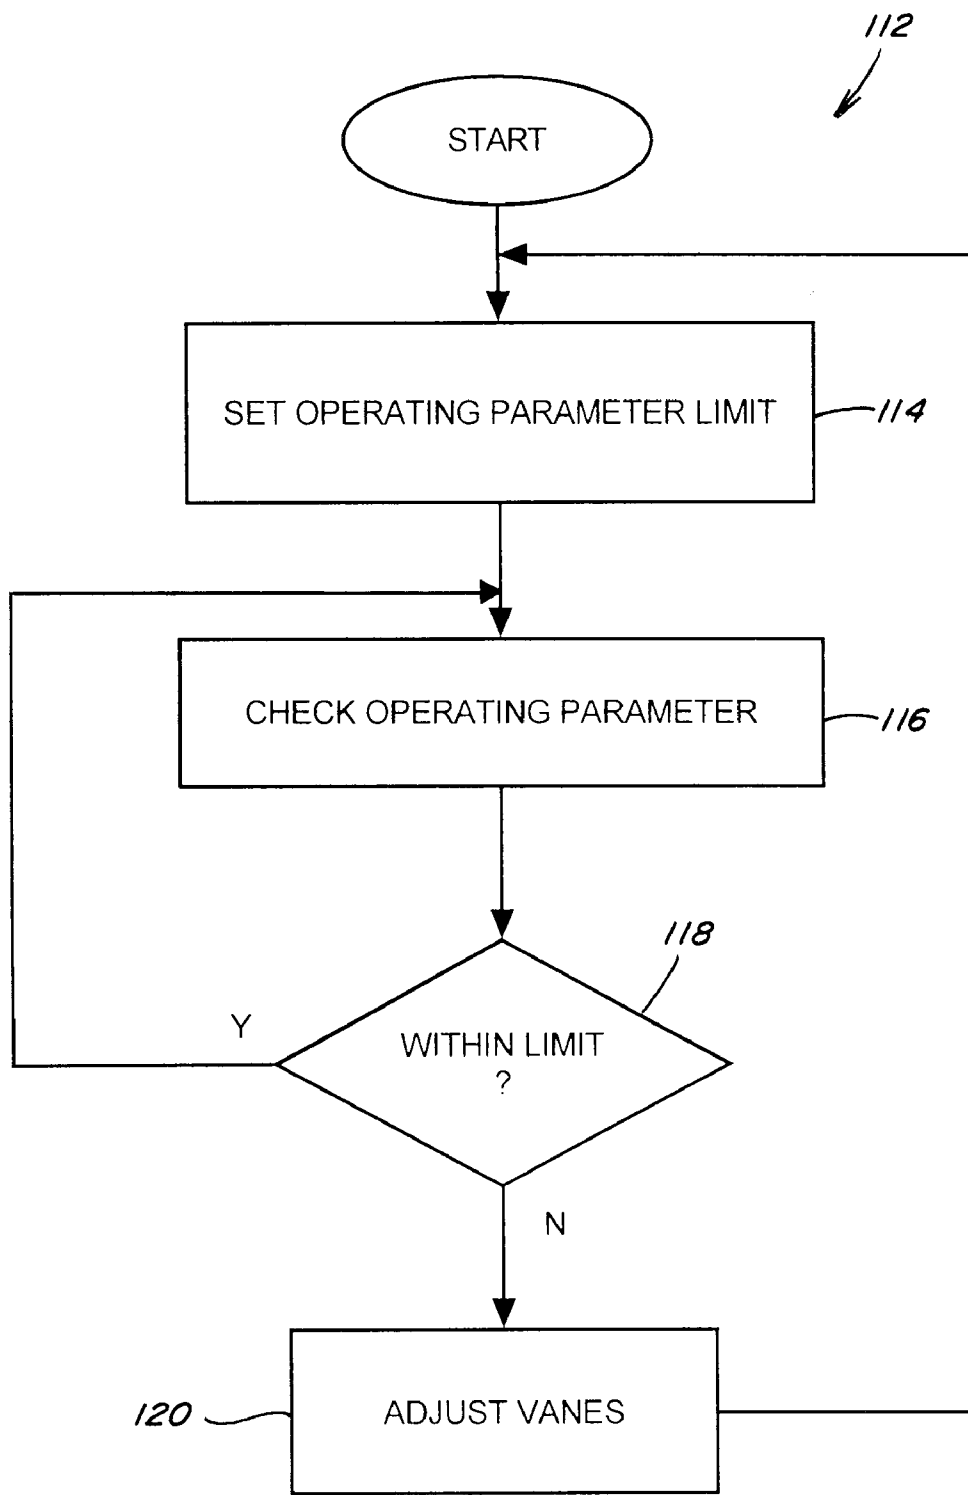 112
START
SET OPERATING PARAMETER LIMIT
114
CHECK OPERATING PARAMETER
116
118
Y
WITHIN LIMIT
?
N
120
ADJUST VANES